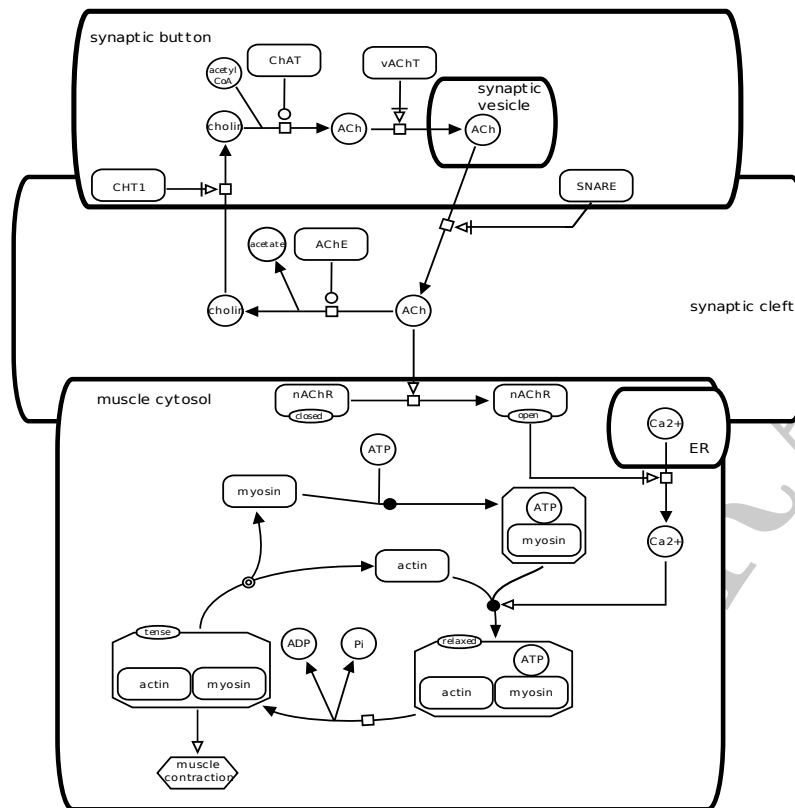 synaptic button
ChAT
vAChT
acetyl
CoA
synaptic
vesicle
cholin
ACh
ACh
CHT1
SNARE
acetate
AChE
cholin
ACh
synaptic cleft
muscle cytosol
nAChR
closed
nAChR
open
Ca2+
ER
ATP
myosin
ATP
myosin
Ca2+
actin
tense
ADP
Pi
relaxed
ATP
actin
myosin
actin
myosin
muscle
contraction